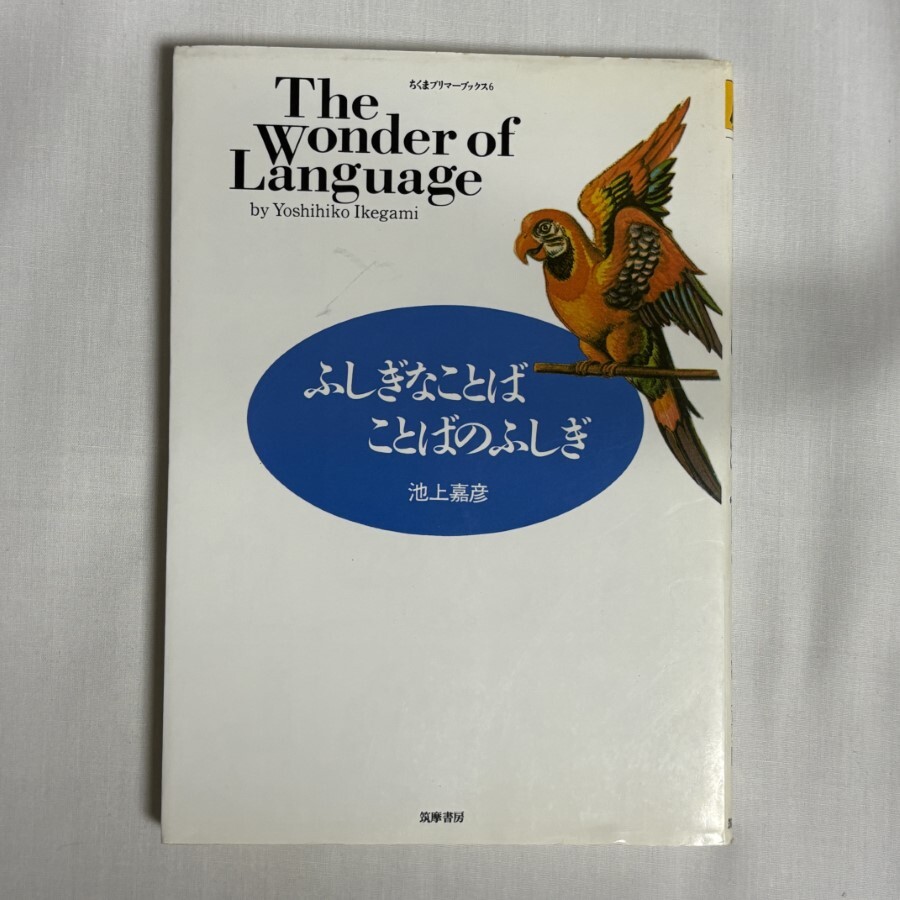 ちくまプリマーブックス6
The
Wonder of
Language
by Yoshihiko Ikegami
ふしぎなことば
ことばのふしぎ
池上嘉彦
筑摩書房